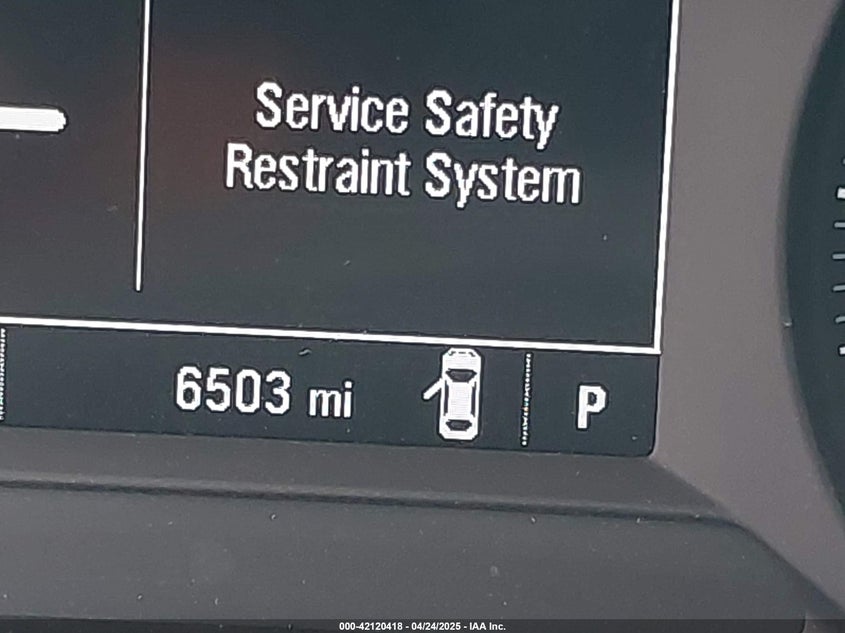 Service Safety
Restraint System
6503 mi
P
000-42120418 - 04/24/2025 - IAA Inc.